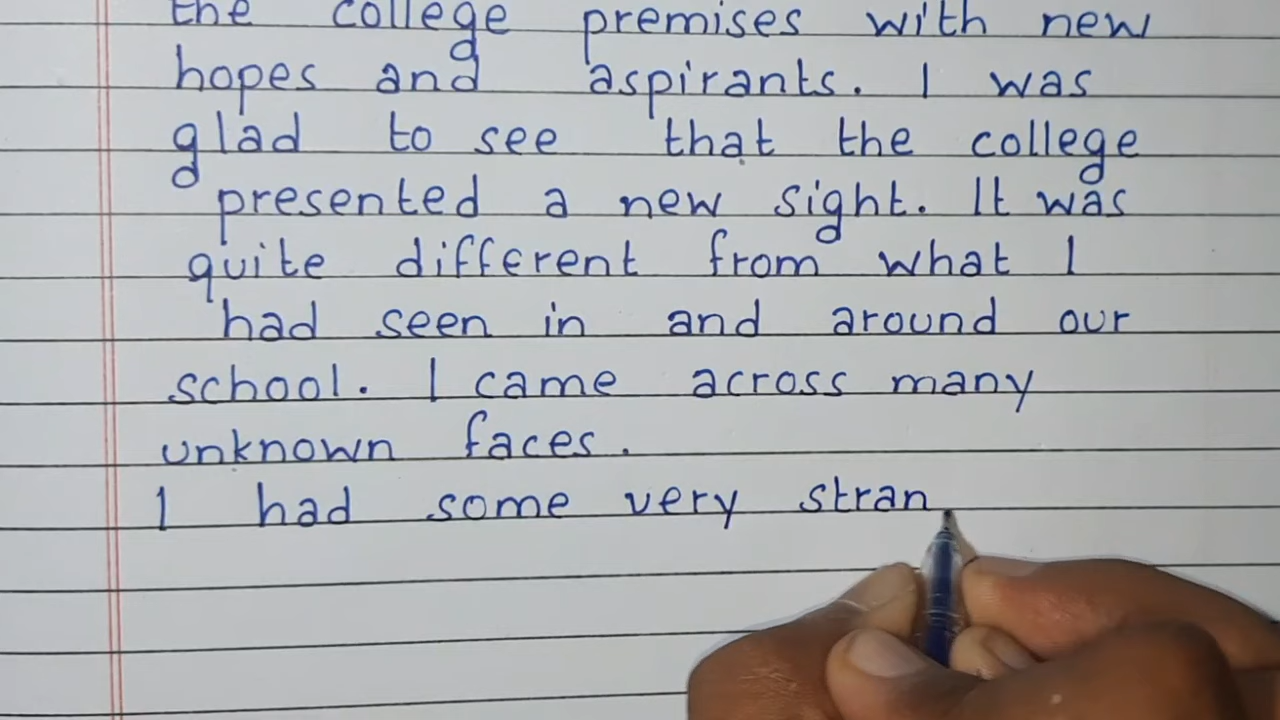 the college premises with new
hopes and aspirants. I was
glad to see that the college
presented a new sight. It was
quite different from what I
had seen in and around our
school. I came across many
unknown faces.
I had some very stran